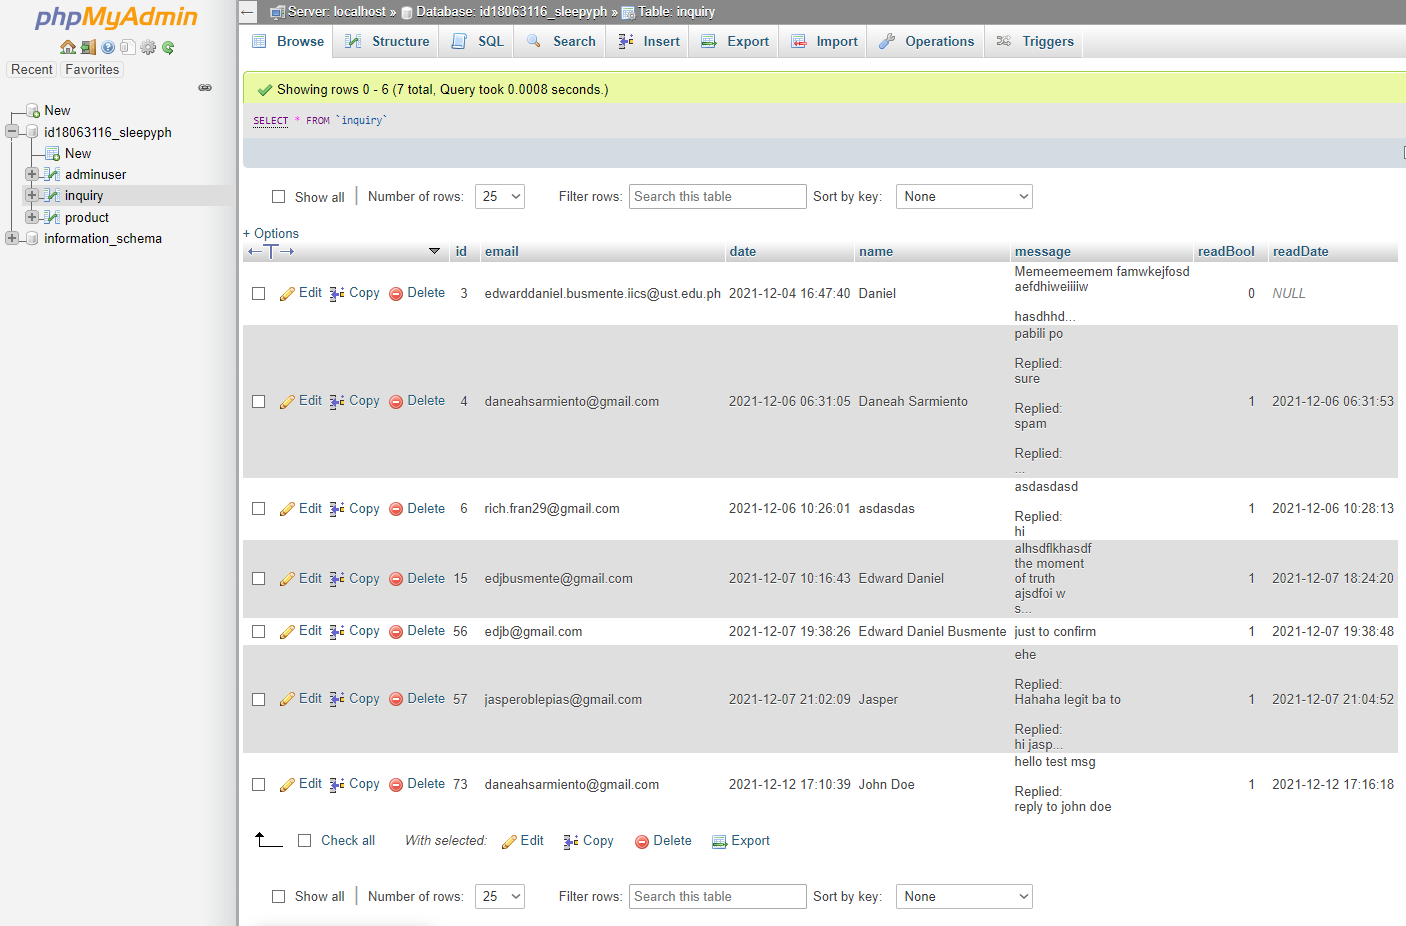 phpMyAdmin
Recent Favorites
New
id18063116_sleepyph
New
adminuser
inquiry
product
information_schema
Server: localhost » Database: id18063116_sleepyph » Table: inquiry
Browse Structure SQL Search Insert Export Import Operations Triggers
Showing rows 0 - 6 (7 total, Query took 0.0008 seconds.)
SELECT * FROM `inquiry`
Show all Number of rows: 25 Filter rows: Search this table Sort by key: None
+ Options
id email date name message readBool readDate
Edit Copy Delete 3 edwarddaniel.busmente.iics@ust.edu.ph 2021-12-04 16:47:40 Daniel Memeemeemem famwkejfosd 0 NULL
aefdhiweiiiiw
hasdhhd...
Edit Copy Delete 4 daneahsarmiento@gmail.com 2021-12-06 06:31:05 Daneah Sarmiento pabili po 1 2021-12-06 06:31:53
Replied:
sure
Replied:
spam
Replied:
...
Edit Copy Delete 6 rich.fran29@gmail.com 2021-12-06 10:26:01 asdasdas asdasdasd 1 2021-12-06 10:28:13
Replied:
hi
Edit Copy Delete 15 edjbusmente@gmail.com 2021-12-07 10:16:43 Edward Daniel alhsdflkhasdf 1 2021-12-07 18:24:20
the moment
of truth
ajsdfoi w
s...
Edit Copy Delete 56 edjb@gmail.com 2021-12-07 19:38:26 Edward Daniel Busmente just to confirm 1 2021-12-07 19:38:48
Edit Copy Delete 57 jasperoblepias@gmail.com 2021-12-07 21:02:09 Jasper ehe 1 2021-12-07 21:04:52
Replied:
Hahaha legit ba to
Replied:
hi jasp...
Edit Copy Delete 73 daneahsarmiento@gmail.com 2021-12-12 17:10:39 John Doe hello test msg 1 2021-12-12 17:16:18
Replied:
reply to john doe
Check all With selected: Edit Copy Delete Export
Show all Number of rows: 25 Filter rows: Search this table Sort by key: None